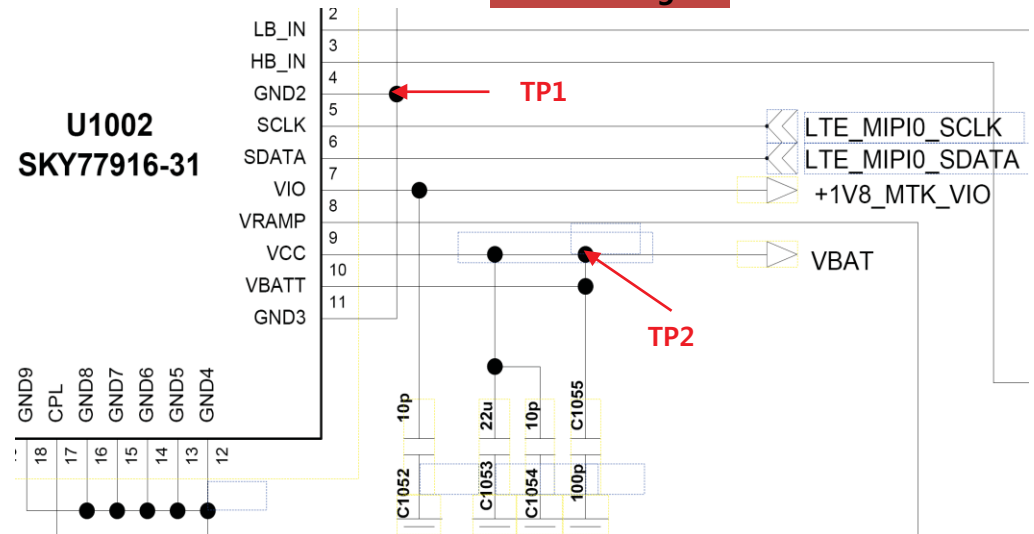 2
LB_IN
3
HB_IN
4
GND2
TP1
5
U1002
SCLK
LTE_MIPI0_SCLK
6
SKY77916-31
SDATA
LTE_MIPI0_SDATA
7
VIO
+1V8_MTK_VIO
8
VRAMP
9
VCC
VBAT
10
VBATT
11
GND3
TP2
GND9
CPL
GND8
GND7
GND6
GND5
GND4
18
17
16
15
14
13
12
10p
22u
10p
C1055
C1052
C1053
C1054
100p